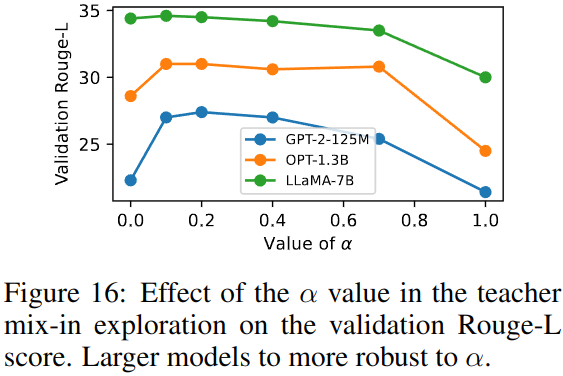 35
30
25
Validation Rouge-L
GPT-2-125M
OPT-1.3B
LLaMA-7B
0.0 0.2 0.4 0.6 0.8 1.0
Value of α
Figure 16: Effect of the α value in the teacher
mix-in exploration on the validation Rouge-L
score. Larger models to more robust to α.